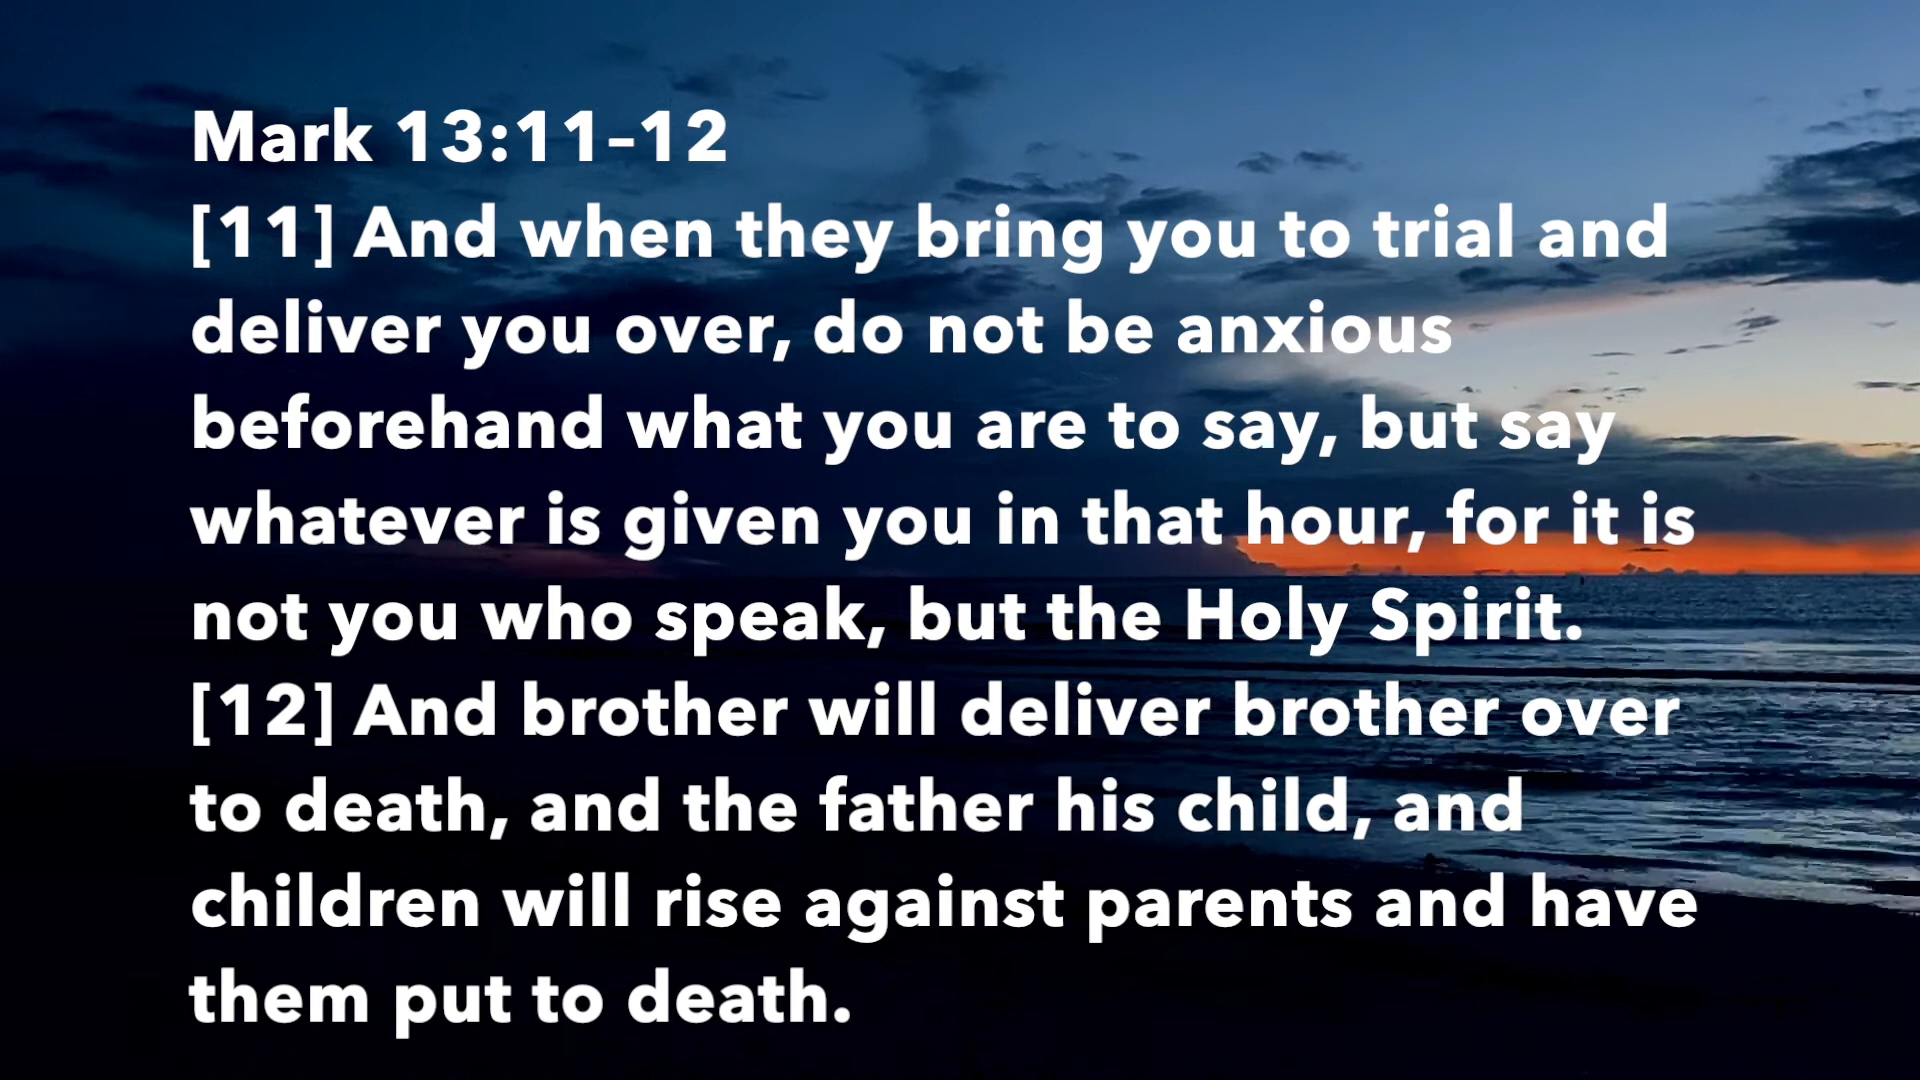 Mark 13:11–12
[11] And when they bring you to trial and
deliver you over, do not be anxious
beforehand what you are to say, but say
whatever is given you in that hour, for it is
not you who speak, but the Holy Spirit.
[12] And brother will deliver brother over
to death, and the father his child, and
children will rise against parents and have
them put to death.